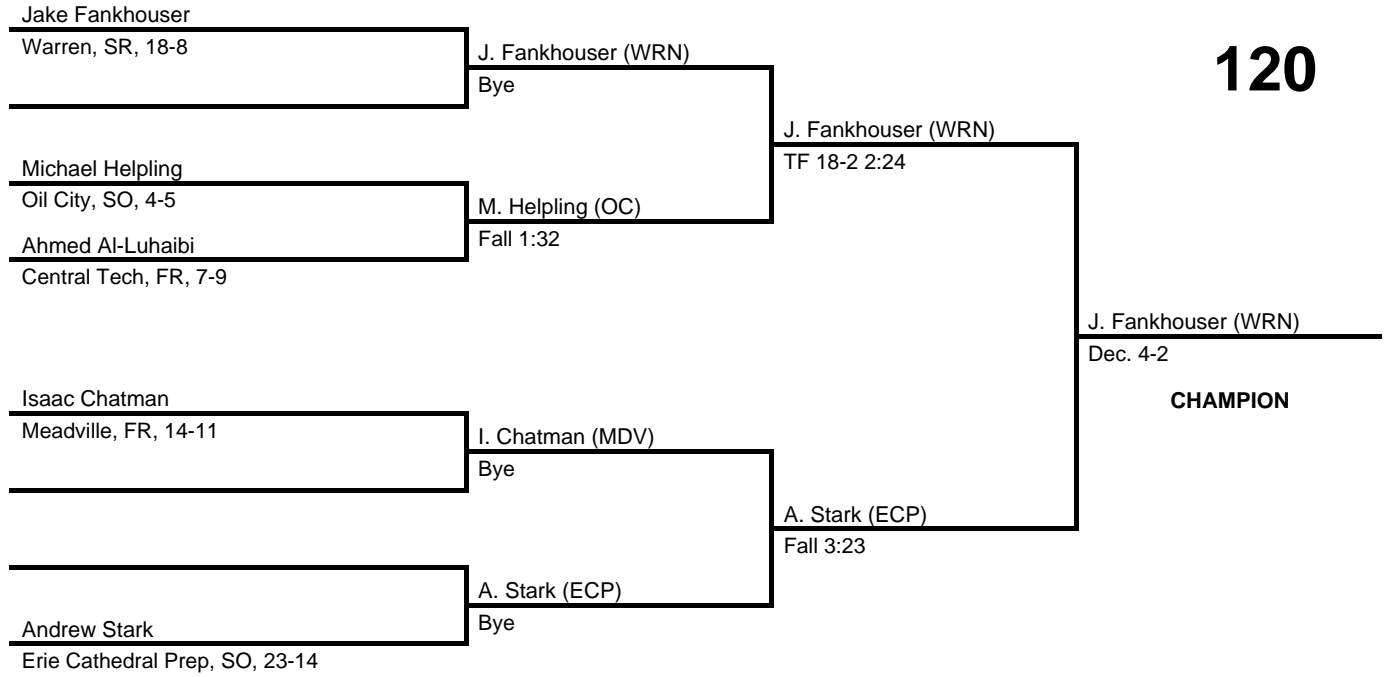 Jake Fankhouser
Warren, SR, 18-8
J. Fankhouser (WRN)
Bye
120
J. Fankhouser (WRN)
TF 18-2 2:24
Michael Helpling
Oil City, SO, 4-5
M. Helpling (OC)
Fall 1:32
Ahmed Al-Luhaibi
Central Tech, FR, 7-9
J. Fankhouser (WRN)
Dec. 4-2
CHAMPION
Isaac Chatman
Meadville, FR, 14-11
I. Chatman (MDV)
Bye
A. Stark (ECP)
Fall 3:23
A. Stark (ECP)
Bye
Andrew Stark
Erie Cathedral Prep, SO, 23-14